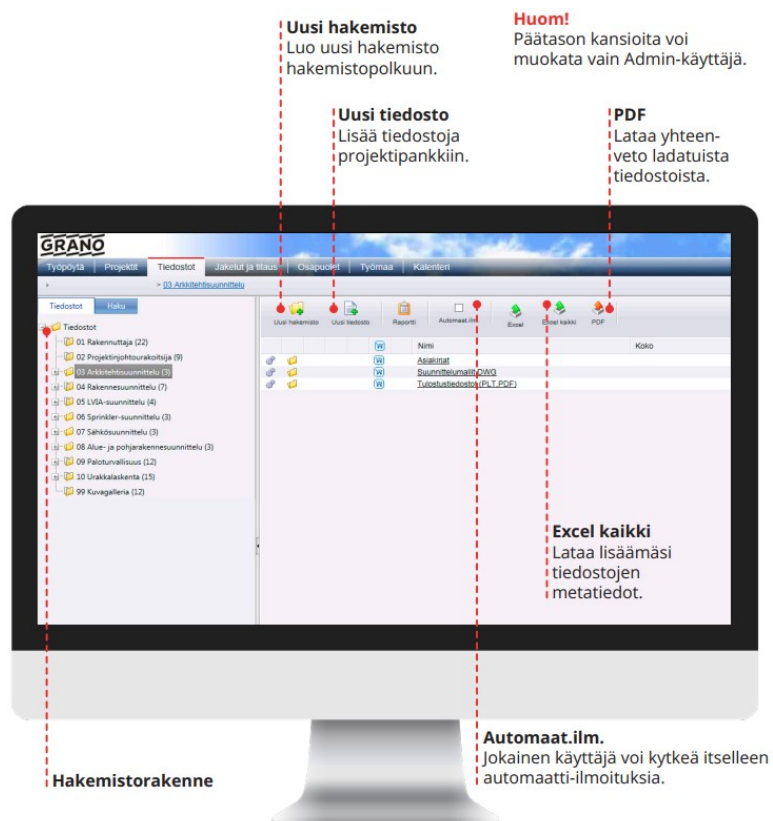 Uusi hakemisto
Luo uusi hakemisto
hakemistopolkuun.
Huom!
Päätason kansioita voi
muokata vain Admin-käyttäjä.
Uusi tiedosto
Lisää tiedostoja
projektipankkiin.
PDF
Lataa yhteen-
veto ladatuista
tiedostoista.
GRANO
Työpöytä Projektit Tiedostot Jakelut ja tilaus Osapuolet Työmaa Kalenteri
> 03 Arkkitehtisuunnittelu
Tiedostot Haku
Uusi hakemisto Uusi tiedosto Raportti Automaat.ilm. Excel Excel kaikki PDF
Nimi Koko
Asiakirjat
Suunnittelumallit DWG
Tulostustiedostot (PLT,PDF)
Tiedostot
01 Rakennuttaja (22)
02 Projektinjohtourakoitsija (9)
03 Arkkitehtisuunnittelu (3)
04 Rakennesuunnittelu (7)
05 LVIA-suunnittelu (4)
06 Sprinkler-suunnittelu (3)
07 Sähkösuunnittelu (3)
08 Alue- ja pohjarakennesuunnittelu (3)
09 Paloturvallisuus (12)
10 Urakkalaskenta (15)
99 Kuvagalleria (12)
Excel kaikki
Lataa lisäämäsi
tiedostojen
metatiedot.
Automaat.ilm.
Jokainen käyttäjä voi kytkeä itselleen
automaatti-ilmoituksia.
Hakemistorakenne